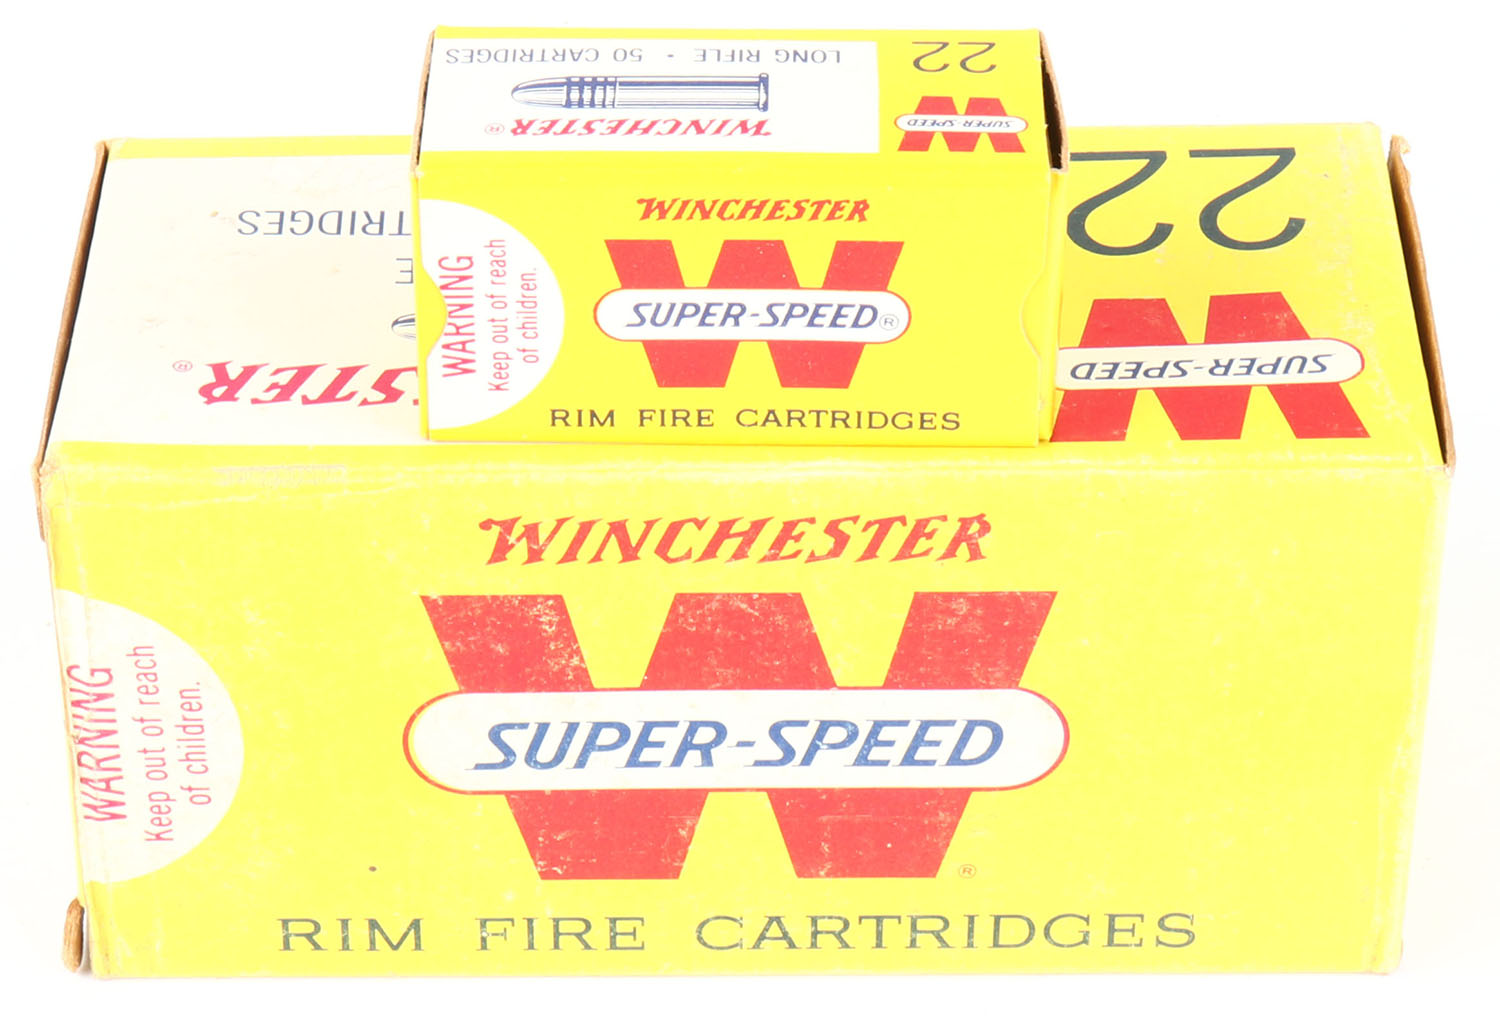 LONG RIFLE · 50 CARTRIDGES
WINCHESTER®
22
SUPER-SPEED
WINCHESTER
SUPER-SPEED®
RIM FIRE CARTRIDGES
WARNING
Keep out of reach
of children.
TRIDGES
E
STER®
22
SUPER-SPEED
WINCHESTER
SUPER-SPEED
®
RIM FIRE CARTRIDGES
WARNING
Keep out of reach
of children.